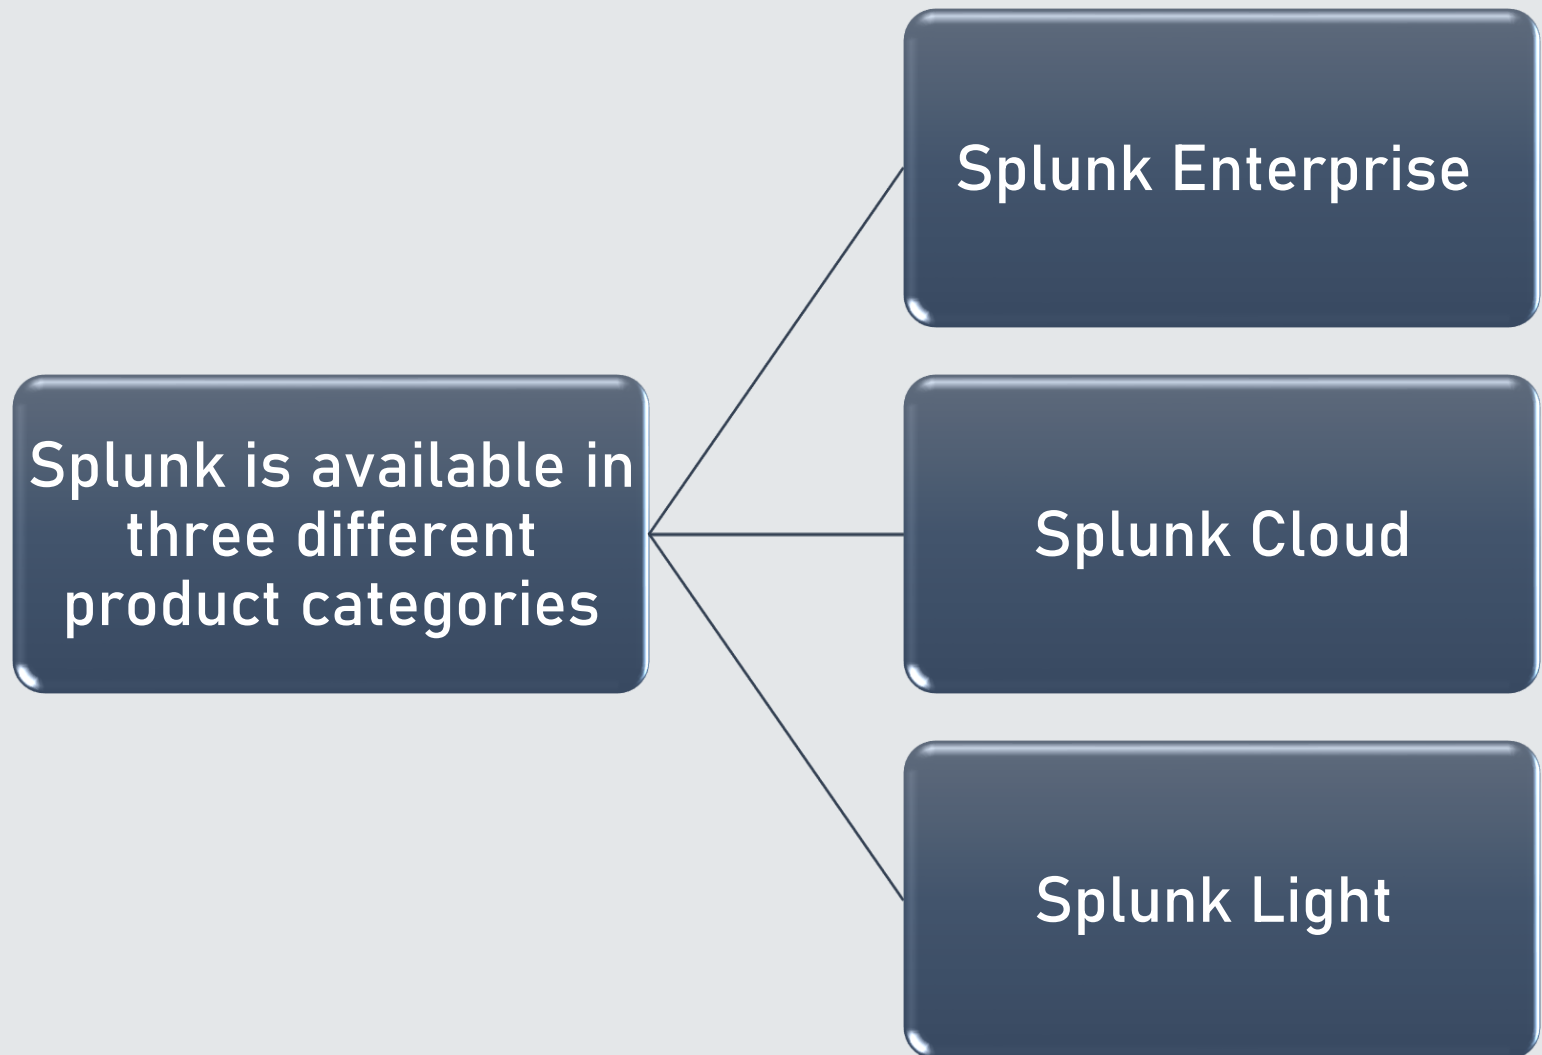 Splunk Enterprise
Splunk is available in
three different
product categories
Splunk Cloud
Splunk Light